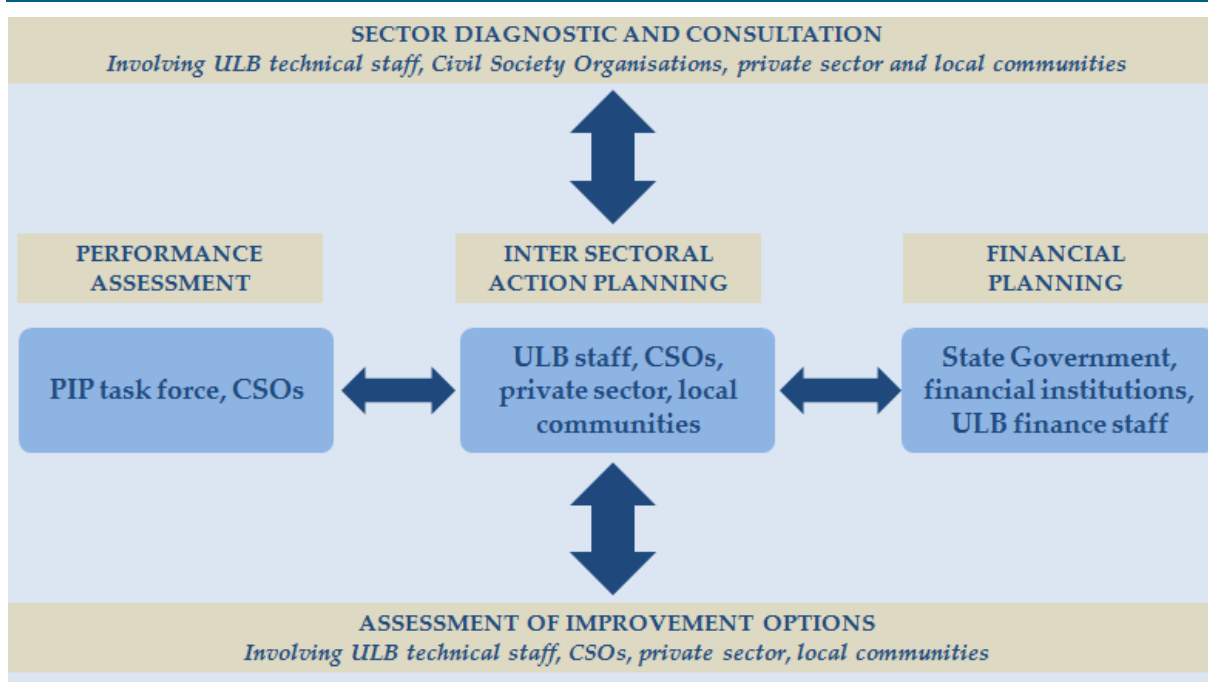 SECTOR DIAGNOSTIC AND CONSULTATION
Involving ULB technical staff, Civil Society Organisations, private sector and local communities
PERFORMANCE
ASSESSMENT
INTER SECTORAL
ACTION PLANNING
FINANCIAL
PLANNING
PIP task force, CSOs
ULB staff, CSOs,
private sector, local
communities
State Government,
financial institutions,
ULB finance staff
ASSESSMENT OF IMPROVEMENT OPTIONS
Involving ULB technical staff, CSOs, private sector, local communities